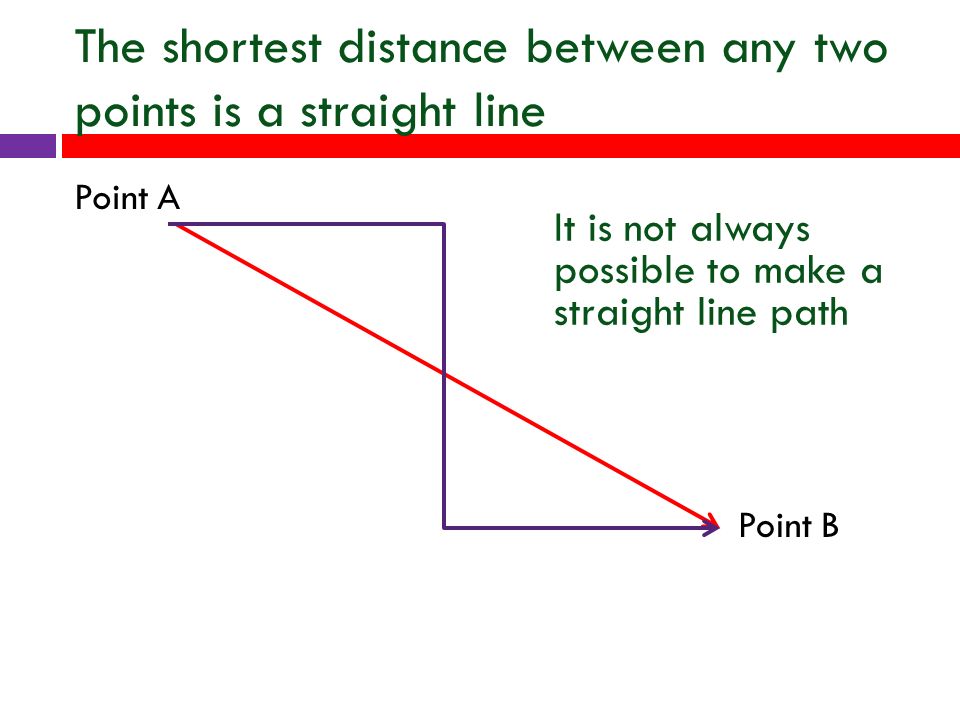 The shortest distance between any two
points is a straight line
Point A
It is not always
possible to make a
straight line path
Point B